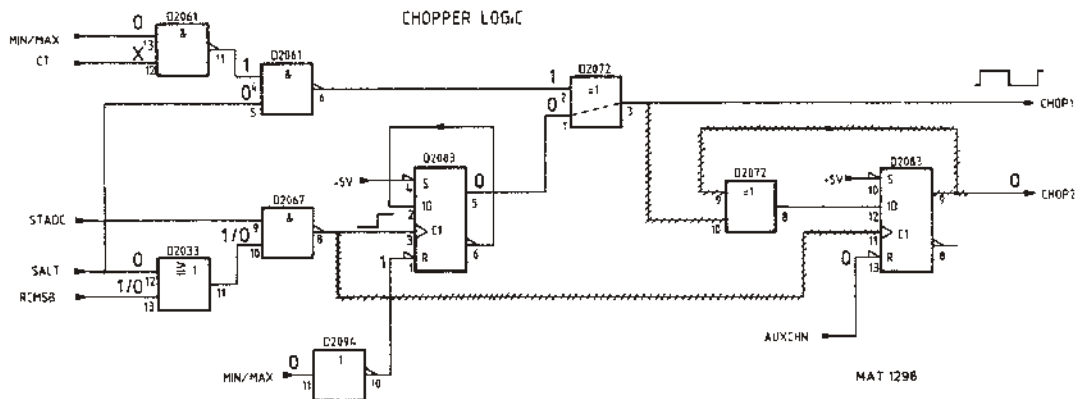 CHOPPER LOGIC
D2061
0
MIN/MAX
13
&
11
CT
X
12
D2061
1
4
&
6
0
5
D2072
1
2
=1
3
0
1
CHOP1
D2083
+5V
4
S
0
5
1D
2
3
C1
6
1
R
1
D2067
STADC
9
&
8
1/0
10
D2033
SALT
0
12
≥1
11
1/0
RCMSB
13
D2094
0
MIN/MAX
11
1
10
D2072
9
=1
8
10
D2083
+5V
10
S
9
0
CHOP2
1D
12
11
C1
8
0
R
13
AUXCHN
MAT 1298